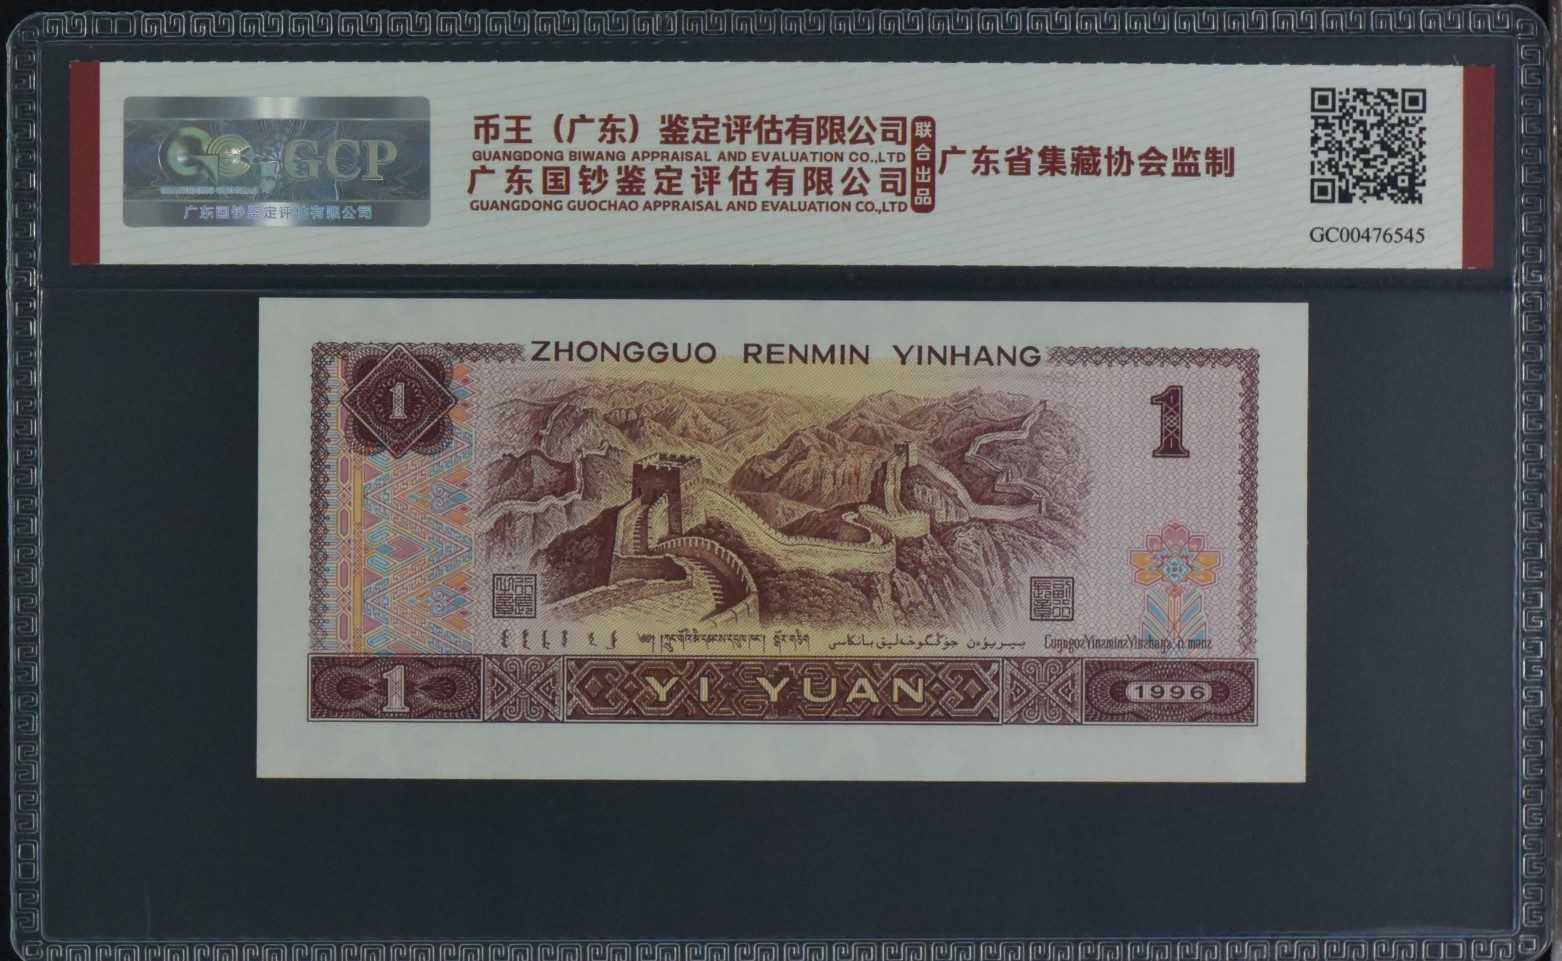 GCP
广东国钞鉴定评估有限公司
币王（广东）鉴定评估有限公司
GUANGDONG BIWANG APPRAISAL AND EVALUATION CO.,LTD
广东国钞鉴定评估有限公司
GUANGDONG GUOCHAO APPRAISAL AND EVALUATION CO.,LTD
联合出品
广东省集藏协会监制
GC00476545
ZHONGGUO RENMIN YINHANG
1
1
1
YI YUAN
1996